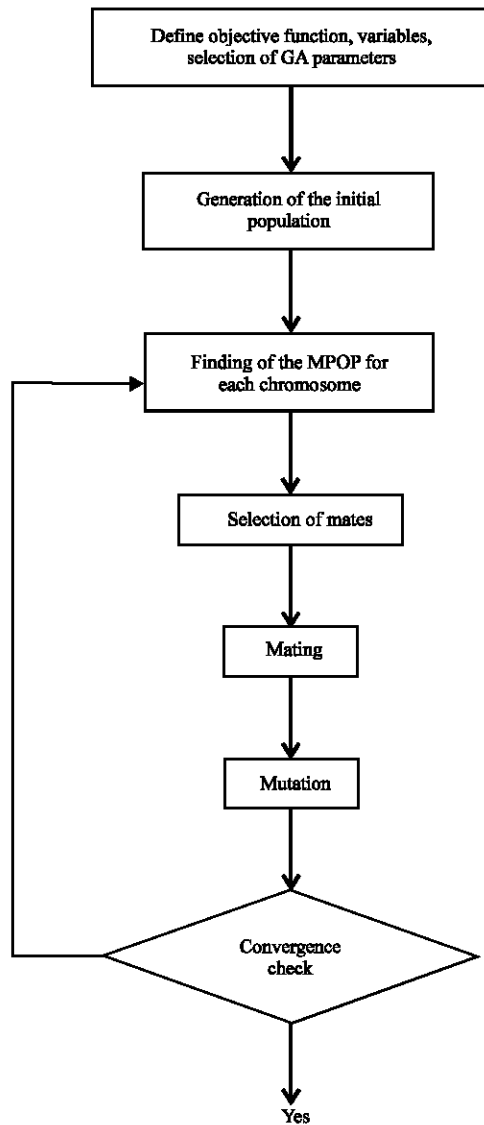 Define objective function, variables,
selection of GA parameters
Generation of the initial
population
Finding of the MPOP for
each chromosome
Selection of mates
Mating
Mutation
Convergence
check
Yes